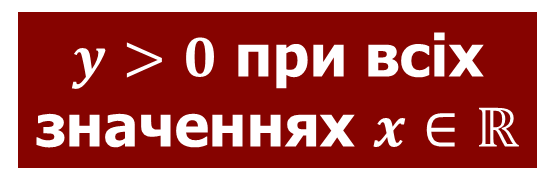 𝒚 > 𝟎 при всіх
значеннях 𝒙 ∈ ℝ